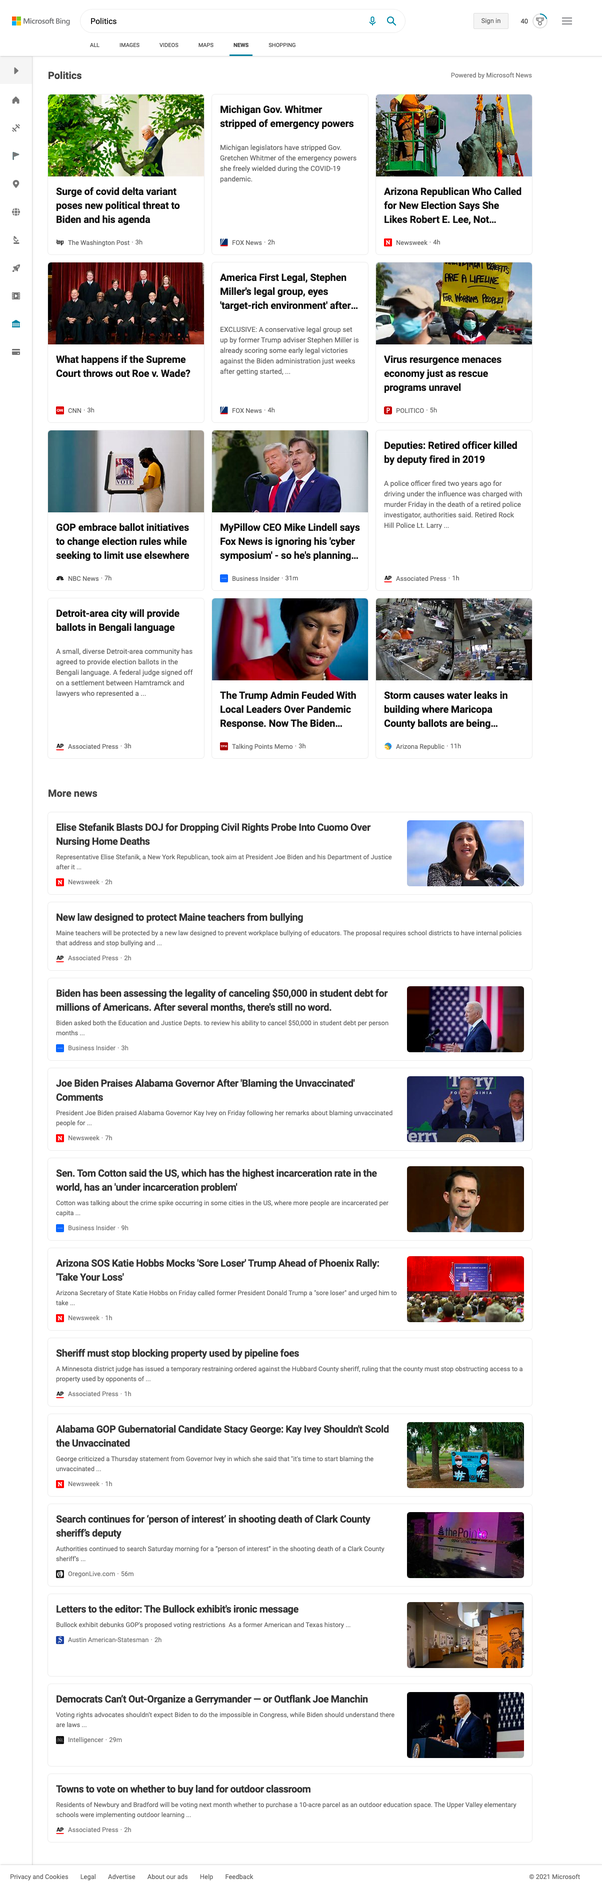 Microsoft Bing
Politics
Sign in
40
ALL IMAGES VIDEOS MAPS NEWS SHOPPING
Politics
Powered by Microsoft News
Surge of covid delta variant
poses new political threat to
Biden and his agenda
The Washington Post · 3h
Michigan Gov. Whitmer
stripped of emergency powers
Michigan legislators have stripped Gov.
Gretchen Whitmer of the emergency powers
she freely wielded during the COVID-19
pandemic.
FOX News · 2h
Arizona Republican Who Called
for New Election Says She
Likes Robert E. Lee, Not...
Newsweek · 4h
What happens if the Supreme
Court throws out Roe v. Wade?
CNN · 3h
America First Legal, Stephen
Miller's legal group, eyes
'target-rich environment' after...
EXCLUSIVE: A conservative legal group set
up by former Trump adviser Stephen Miller is
already scoring some early legal victories
against the Biden administration just weeks
after getting started, ...
FOX News · 4h
ARE A LIFELINE
FOR WORKING PEOPLE!
Virus resurgence menaces
economy just as rescue
programs unravel
POLITICO · 5h
VOTE
GOP embrace ballot initiatives
to change election rules while
seeking to limit use elsewhere
NBC News · 7h
MyPillow CEO Mike Lindell says
Fox News is ignoring his 'cyber
symposium' - so he's planning...
Business Insider · 31m
Deputies: Retired officer killed
by deputy fired in 2019
A police officer fired two years ago for
driving under the influence was charged with
murder Friday in the death of a retired police
investigator, authorities said. Retired Rock
Hill Police Lt. Larry ...
AP Associated Press · 1h
Detroit-area city will provide
ballots in Bengali language
A small, diverse Detroit-area community has
agreed to provide election ballots in the
Bengali language. A federal judge signed off
on a settlement between Hamtramck and
lawyers who represented a ...
AP Associated Press · 3h
The Trump Admin Feuded With
Local Leaders Over Pandemic
Response. Now The Biden...
Talking Points Memo · 3h
Storm causes water leaks in
building where Maricopa
County ballots are being...
Arizona Republic · 11h
More news
Elise Stefanik Blasts DOJ for Dropping Civil Rights Probe Into Cuomo Over
Nursing Home Deaths
Representative Elise Stefanik, a New York Republican, took aim at President Joe Biden and his Department of Justice
after it ...
Newsweek · 2h
New law designed to protect Maine teachers from bullying
Maine teachers will be protected by a new law designed to prevent workplace bullying of educators. The proposal requires school districts to have internal policies
that address and stop bullying and ...
AP Associated Press · 2h
Biden has been assessing the legality of canceling $50,000 in student debt for
millions of Americans. After several months, there's still no word.
Biden asked both the Education and Justice Depts. to review his ability to cancel $50,000 in student debt per person
months ...
Business Insider · 3h
Joe Biden Praises Alabama Governor After 'Blaming the Unvaccinated'
Comments
President Joe Biden praised Alabama Governor Kay Ivey on Friday following her remarks about blaming unvaccinated
people for ...
Newsweek · 7h
Terry
Sen. Tom Cotton said the US, which has the highest incarceration rate in the
world, has an 'under incarceration problem'
Cotton was talking about the crime spike occurring in some cities in the US, where more people are incarcerated per
capita ...
Business Insider · 9h
Arizona SOS Katie Hobbs Mocks 'Sore Loser' Trump Ahead of Phoenix Rally:
'Take Your Loss'
Arizona Secretary of State Katie Hobbs on Friday called former President Donald Trump a "sore loser" and urged him to
take ...
Newsweek · 1h
Sheriff must stop blocking property used by pipeline foes
A Minnesota district judge has issued a temporary restraining ordered against the Hubbard County sheriff, ruling that the county must stop obstructing access to a
property used by opponents of ...
AP Associated Press · 1h
Alabama GOP Gubernatorial Candidate Stacy George: Kay Ivey Shouldn't Scold
the Unvaccinated
George criticized a Thursday statement from Governor Ivey in which she said that "it's time to start blaming the
unvaccinated ...
Newsweek · 1h
Search continues for 'person of interest' in shooting death of Clark County
sheriff's deputy
Authorities continued to search Saturday morning for a "person of interest" in the shooting death of a Clark County
sheriff's ...
OregonLive.com · 56m
thePointe
Letters to the editor: The Bullock exhibit's ironic message
Bullock exhibit debunks GOP's proposed voting restrictions As a former American and Texas history ...
Austin American-Statesman · 2h
Democrats Can't Out-Organize a Gerrymander — or Outflank Joe Manchin
Voting rights advocates shouldn't expect Biden to do the impossible in Congress, while Biden should understand there
are laws ...
Intelligencer · 29m
Towns to vote on whether to buy land for outdoor classroom
Residents of Newbury and Bradford will be voting next month whether to purchase a 10-acre parcel as an outdoor education space. The Upper Valley elementary
schools were implementing outdoor learning ...
AP Associated Press · 2h
Privacy and Cookies Legal Advertise About our ads Help Feedback
© 2021 Microsoft